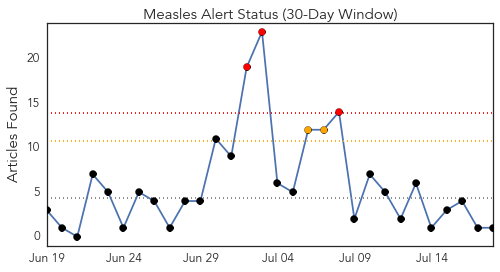 Measles Alert Status (30-Day Window)
Articles Found
20
15
10
5
0
Jun 19 Jun 24 Jun 29 Jul 04 Jul 09 Jul 14